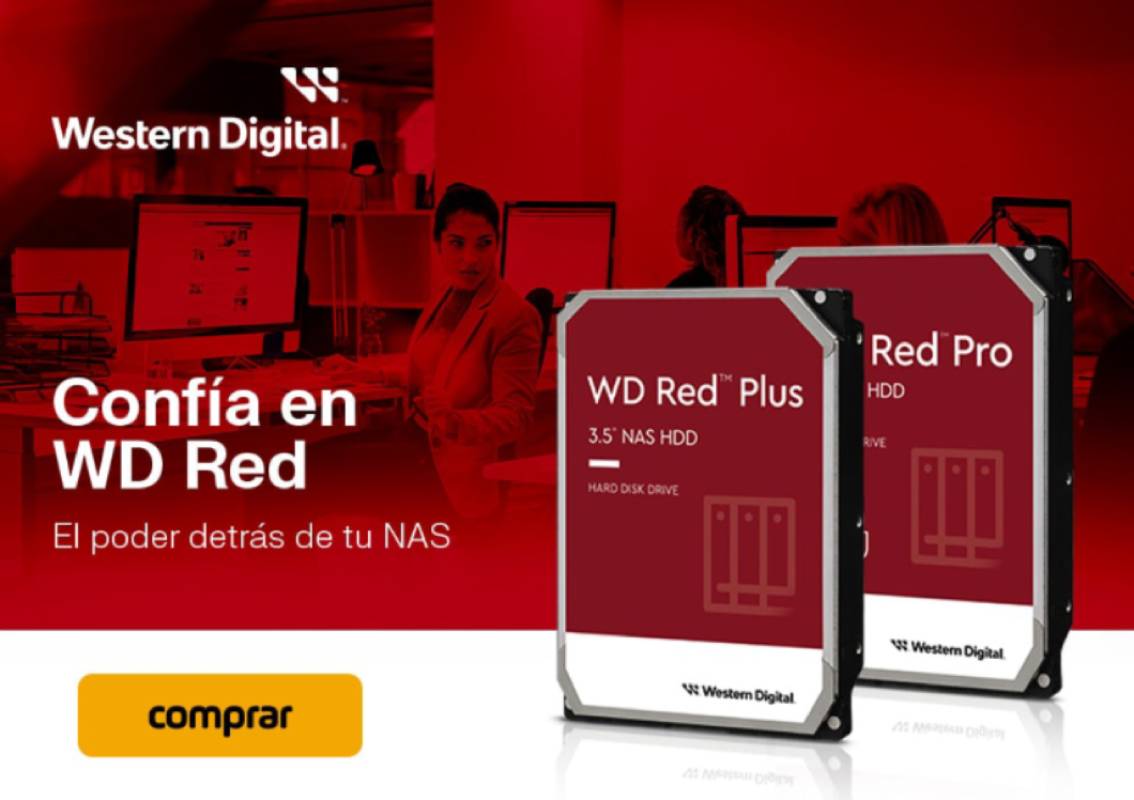 Western Digital.
Confía en
WD Red
El poder detrás de tu NAS
comprar
WD Red™ Plus
3.5" NAS HDD
HARD DISK DRIVE
Western Digital.
Red™ Pro
HDD
Western Digital.